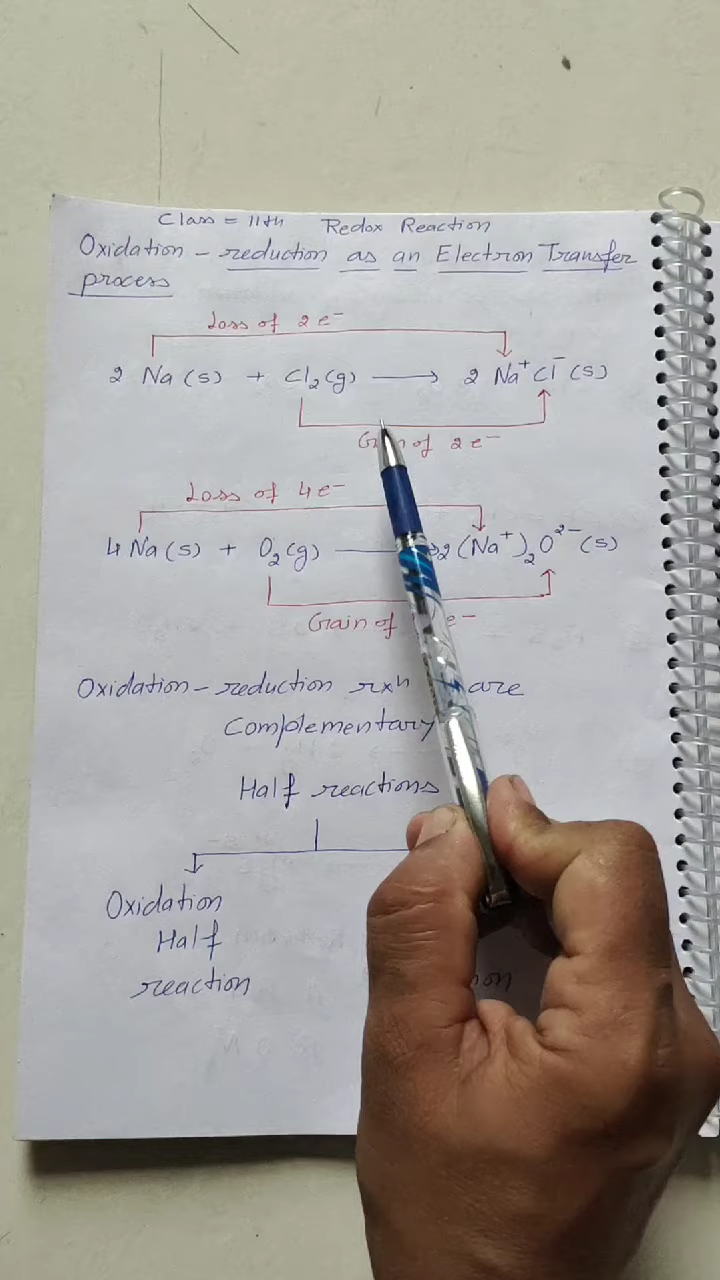 Class = 11th Redox Reaction
Oxidation - reduction as an Electron Transfer
process
Loss of 2e⁻
2 Na (s) + Cl₂(g) ⟶ 2 Na⁺Cl⁻ (s)
of 2e⁻
Loss of 4e⁻
4 Na (s) + O₂(g) ⟶ 2 (Na⁺)₂O²⁻ (s)
Gain of e⁻
Oxidation - reduction rxn are
Complementary
Half reactions
Oxidation
Half
reaction